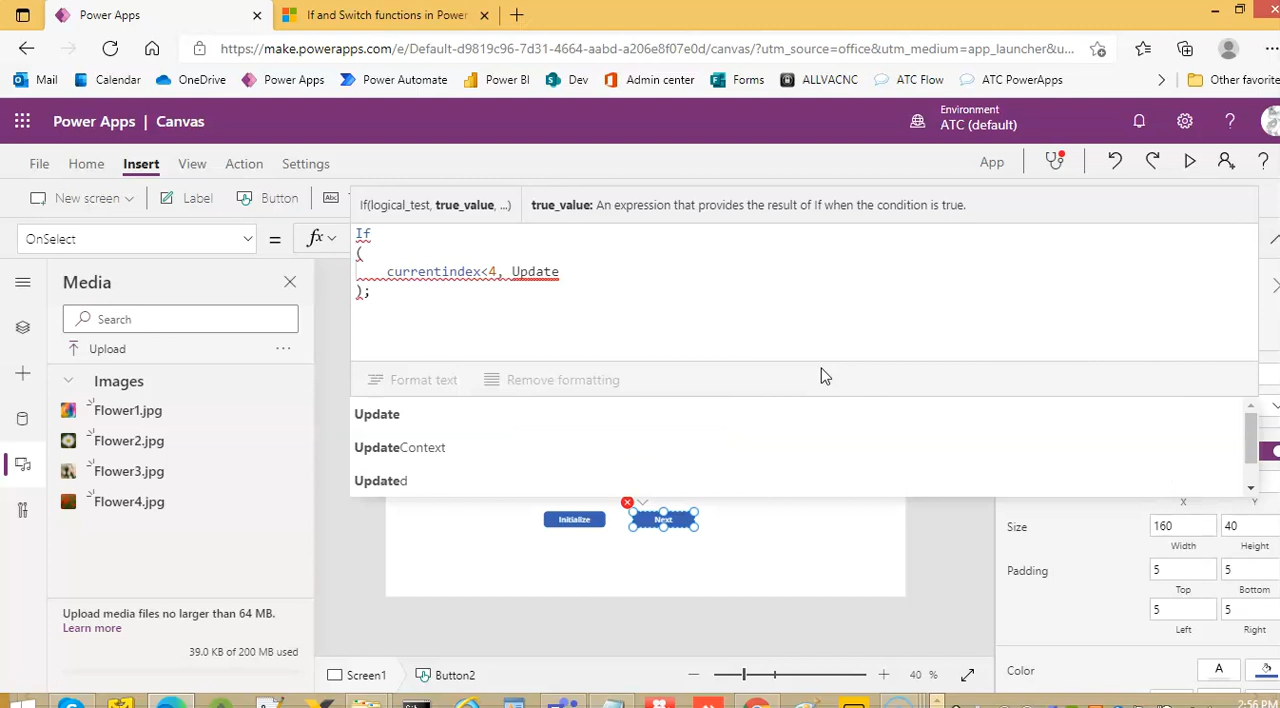 Power Apps
If and Switch functions in Power
https://make.powerapps.com/e/Default-d9819c96-7d31-4664-aabd-a206e8f07e0d/canvas/?utm_source=office&utm_medium=app_launcher&u...
Mail Calendar OneDrive Power Apps Power Automate Power BI Dev Admin center Forms ALLVACNC ATC Flow ATC PowerApps Other favorite
Power Apps | Canvas
Environment
ATC (default)
File Home Insert View Action Settings App
New screen Label Button Abc
If(logical_test, true_value, ...) true_value: An expression that provides the result of If when the condition is true.
OnSelect = fx
If
(
currentindex<4, Update
);
Media
Search
Upload ...
Format text Remove formatting
Images
Flower1.jpg
Flower2.jpg
Flower3.jpg
Flower4.jpg
Update
UpdateContext
Updated
Initialize Next
X Y
Size 160 40
Width Height
Padding 5 5
Top Bottom
5 5
Left Right
Upload media files no larger than 64 MB.
Learn more
39.0 KB of 200 MB used
Color A
Screen1 Button2 40 %
2:56 PM